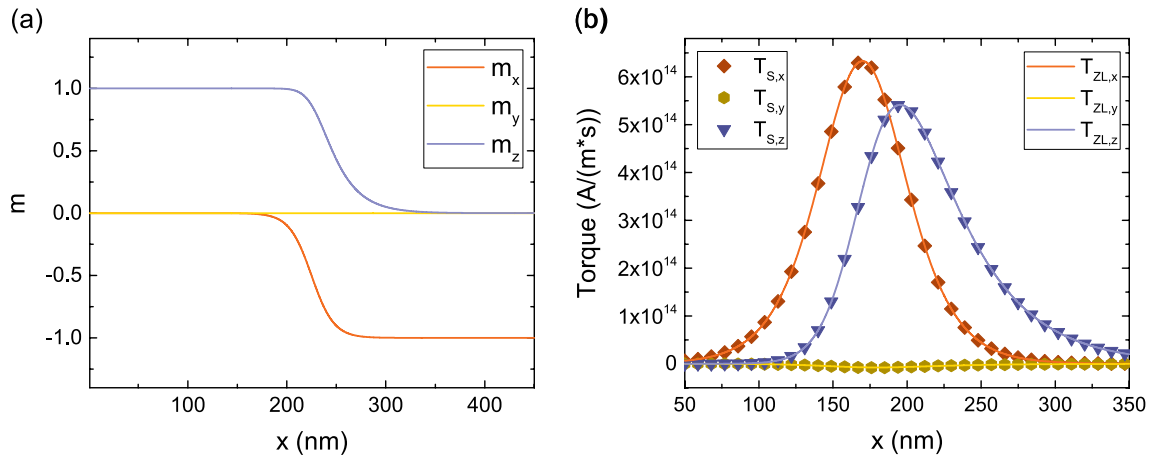 (a)
m
1.0
0.5
0.0
-0.5
-1.0
100
200
300
400
x (nm)
m_x
m_y
m_z
(b)
Torque (A/(m*s))
6x10^14
5x10^14
4x10^14
3x10^14
2x10^14
1x10^14
0
50
100
150
200
250
300
350
x (nm)
T_S,x
T_S,y
T_S,z
T_ZL,x
T_ZL,y
T_ZL,z